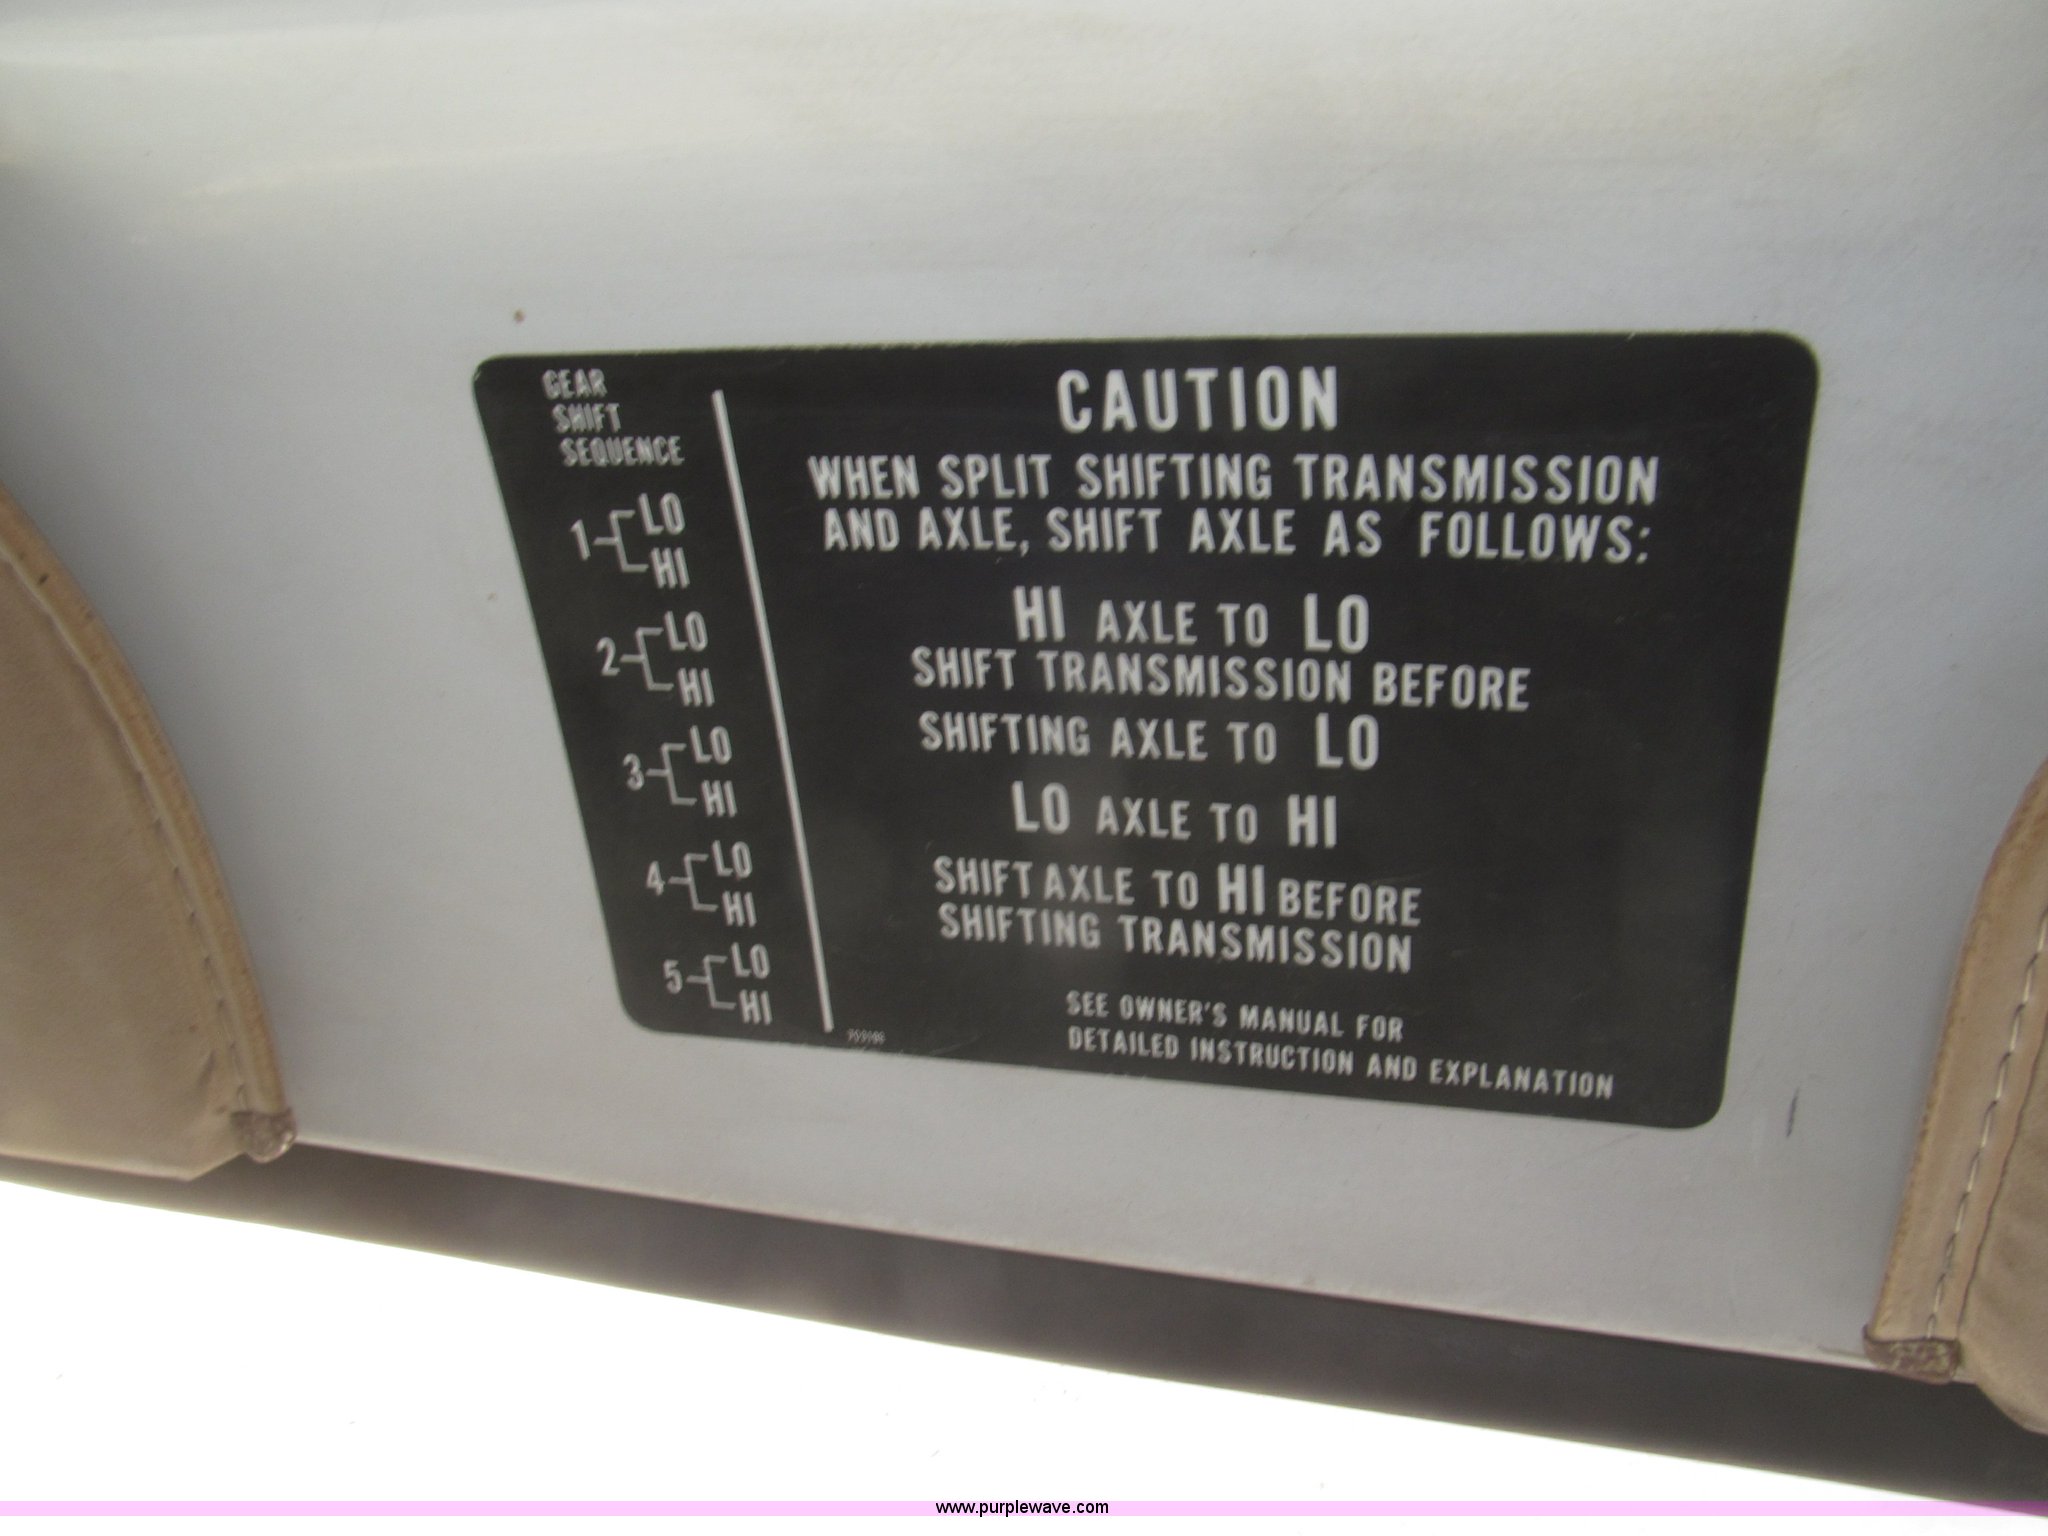 GEAR
SHIFT
SEQUENCE
1 LO
HI
2 LO
HI
3 LO
HI
4 LO
HI
5 LO
HI
CAUTION
WHEN SPLIT SHIFTING TRANSMISSION
AND AXLE, SHIFT AXLE AS FOLLOWS:
HI AXLE TO LO
SHIFT TRANSMISSION BEFORE
SHIFTING AXLE TO LO
LO AXLE TO HI
SHIFT AXLE TO HI BEFORE
SHIFTING TRANSMISSION
SEE OWNER'S MANUAL FOR
DETAILED INSTRUCTION AND EXPLANATION
www.purplewave.com